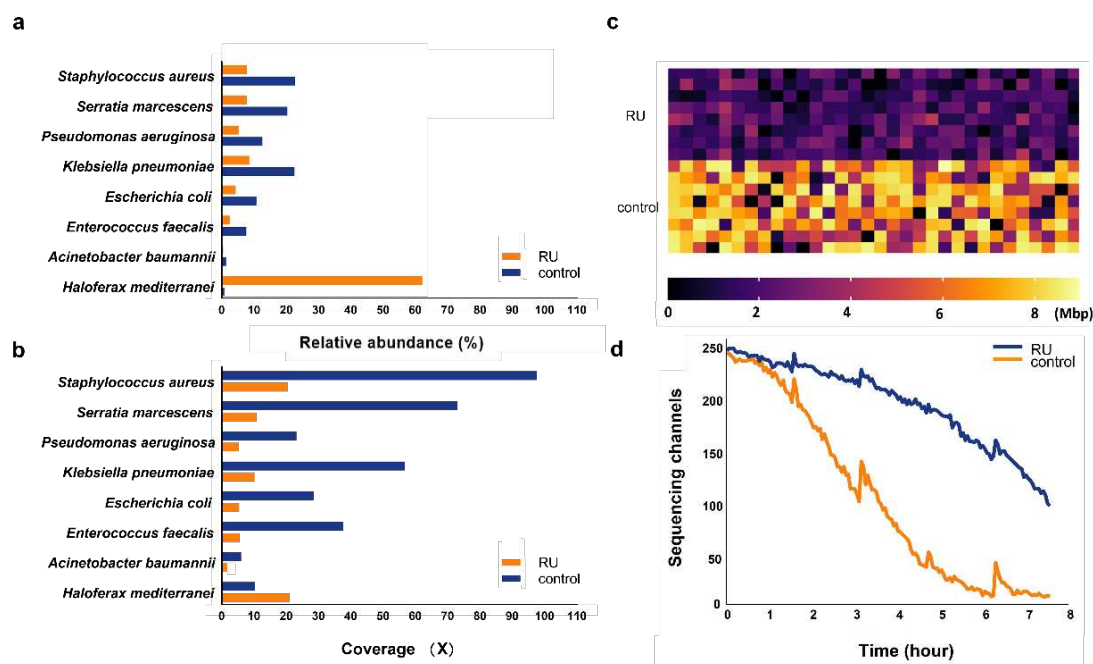 a
Staphylococcus aureus
Serratia marcescens
Pseudomonas aeruginosa
Klebsiella pneumoniae
Escherichia coli
Enterococcus faecalis
Acinetobacter baumannii
Haloferax mediterranei
RU
control
0 10 20 30 40 50 60 70 80 90 100 110
Relative abundance (%)
b
Staphylococcus aureus
Serratia marcescens
Pseudomonas aeruginosa
Klebsiella pneumoniae
Escherichia coli
Enterococcus faecalis
Acinetobacter baumannii
Haloferax mediterranei
RU
control
0 10 20 30 40 50 60 70 80 90 100 110
Coverage (X)
c
RU
control
0 2 4 6 8 (Mbp)
d
RU
control
Sequencing channels
250
200
150
100
50
0
0 1 2 3 4 5 6 7 8
Time (hour)